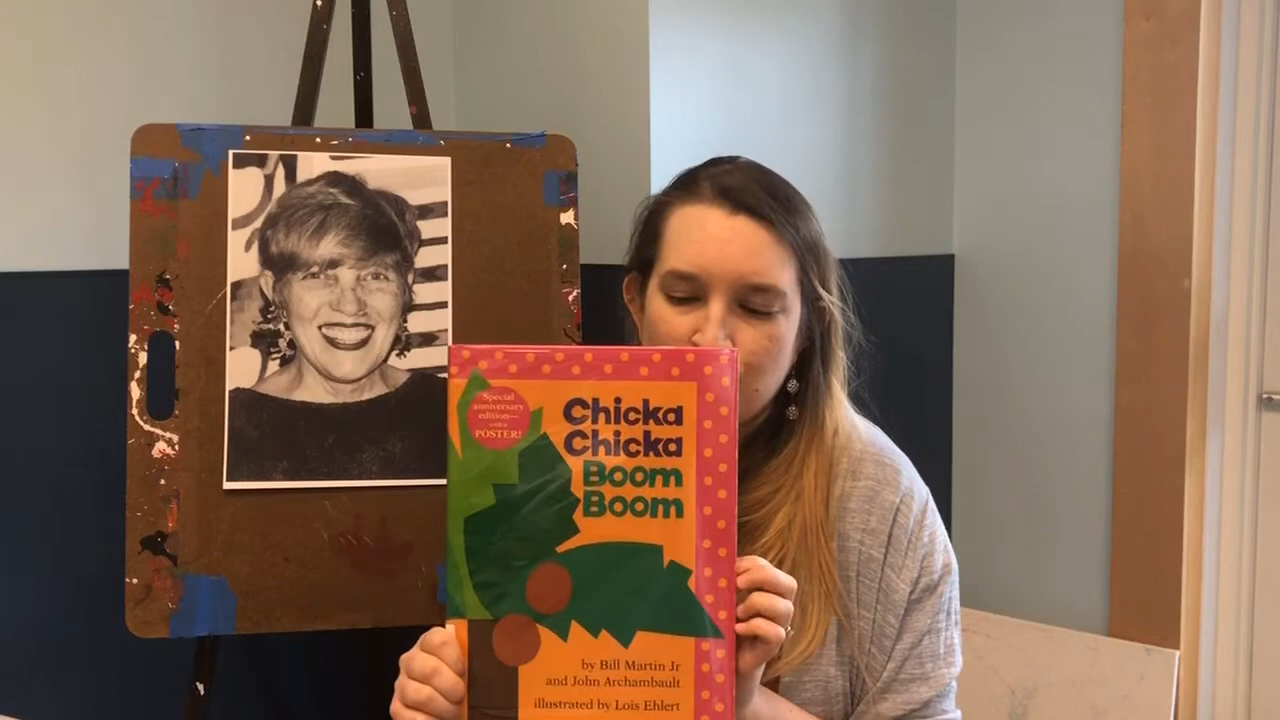 Special
anniversary
edition—
with a
POSTER!
Chicka
Chicka
Boom
Boom
by Bill Martin Jr
and John Archambault
illustrated by Lois Ehlert